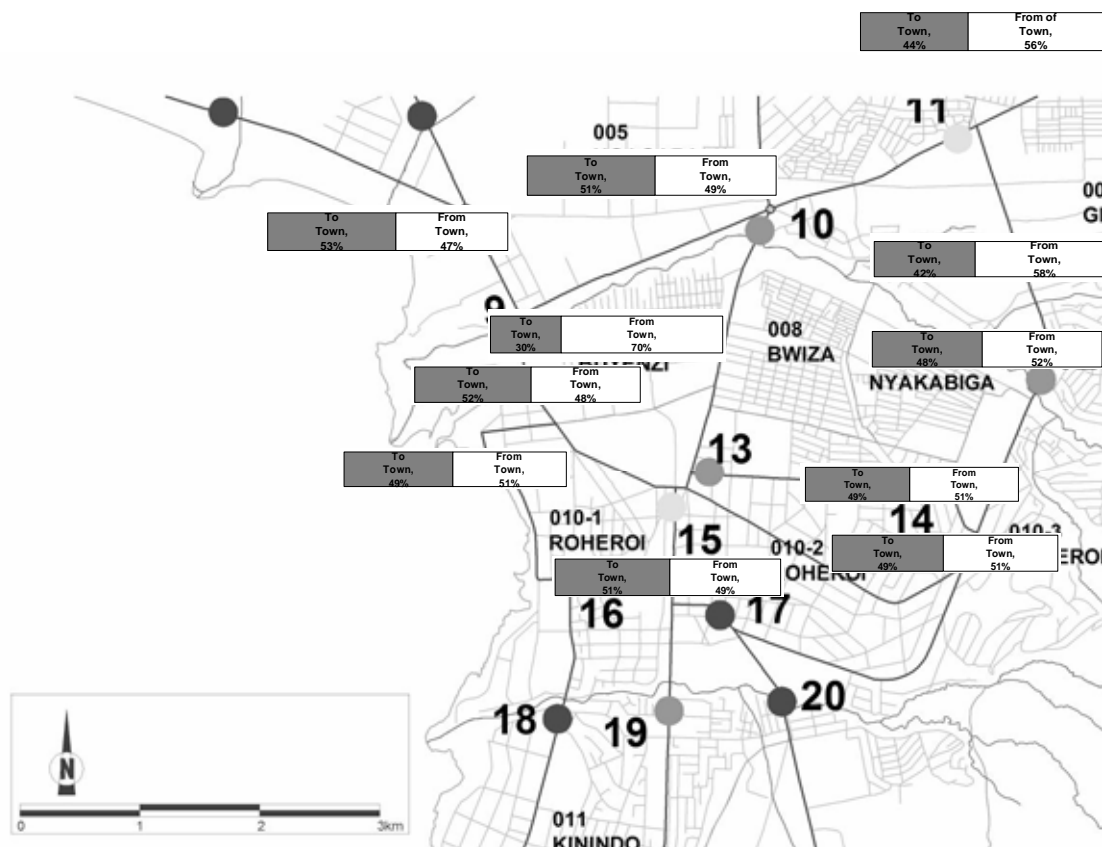 To From of
Town, Town,
44% 56%
11
005
To From
Town, Town,
51% 49%
10
To From
Town, Town,
53% 47%
To From
Town, Town,
42% 58%
9
To From
Town, Town,
30% 70%
008
BWIZA
To From
Town, Town,
48% 52%
NYAKABIGA
To From
Town, Town,
52% 48%
13
To From
Town, Town,
49% 51%
To From
Town, Town,
49% 51%
14
010-1
ROHEROI
15
010-2
010-3
To From
Town, Town,
49% 51%
To From
Town, Town,
51% 49%
16
17
18
19
20
N
0 1 2 3km
011
KININDO